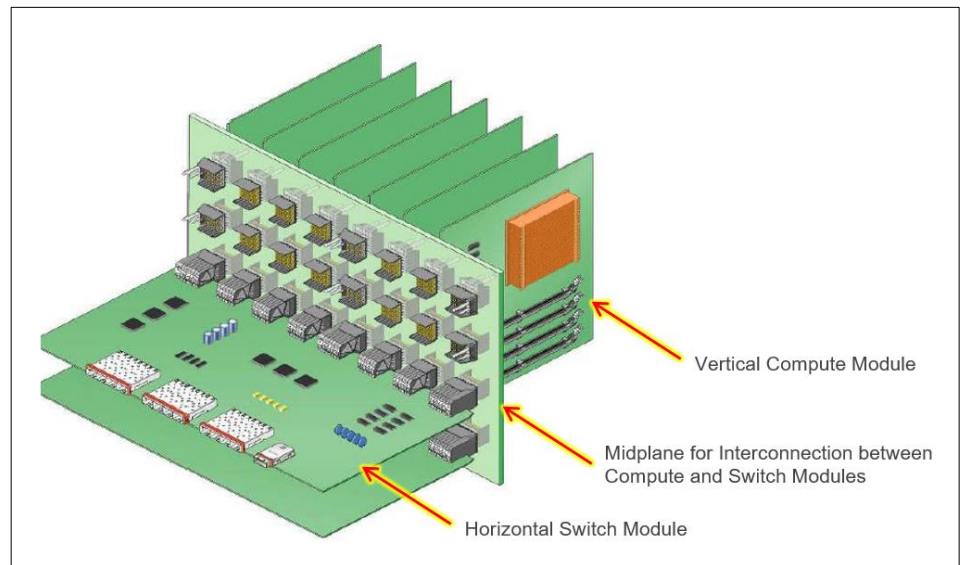 Vertical Compute Module
Midplane for Interconnection between
Compute and Switch Modules
Horizontal Switch Module